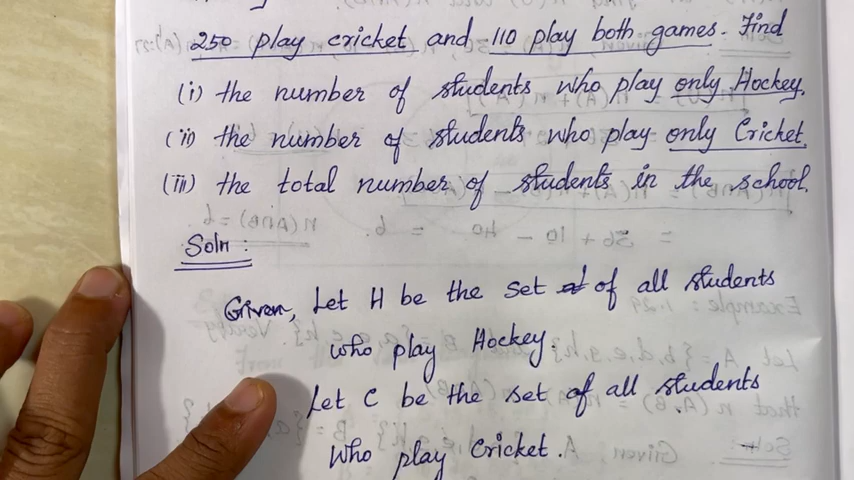 250 play cricket and 110 play both games. Find
(i) the number of students who play only Hockey.
(ii) the number of students who play only Cricket.
(iii) the total number of students in the school.
Soln :
Given, Let H be the set of all students
who play Hockey
Let C be the set of all students
Who play Cricket.